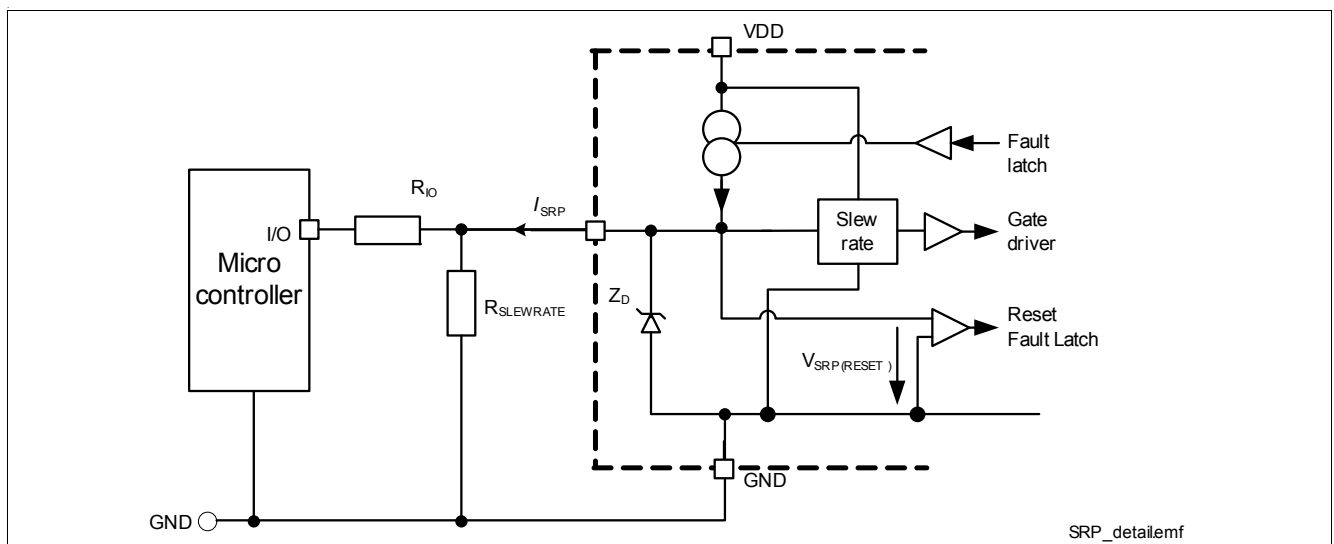 VDD
Fault
latch
R_IO
I_SRP
I/O
Micro
controller
Slew
rate
Gate
driver
Z_D
R_SLEWRATE
Reset
Fault Latch
V_SRP(RESET )
GND
GND
SRP_detail.emf